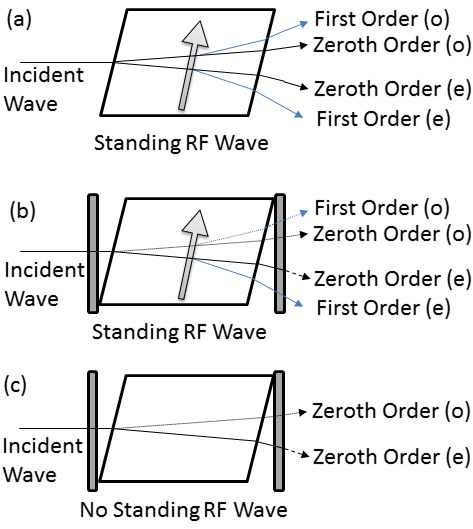 (a)
First Order (o)
Zeroth Order (o)
Incident
Wave
Zeroth Order (e)
First Order (e)
Standing RF Wave
(b)
First Order (o)
Zeroth Order (o)
Incident
Wave
Zeroth Order (e)
First Order (e)
Standing RF Wave
(c)
Zeroth Order (o)
Incident
Wave
Zeroth Order (e)
No Standing RF Wave